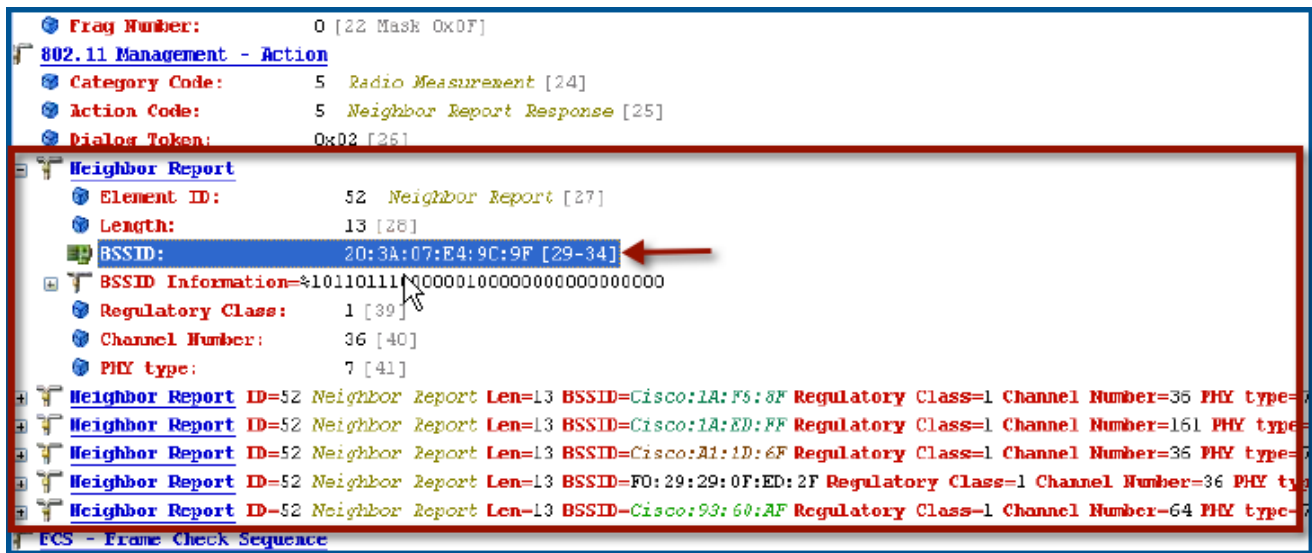 Frag Number: 0 [22 Mask 0x0F]
802.11 Management - Action
Category Code: 5 Radio Measurement [24]
Action Code: 5 Neighbor Report Response [25]
Dialog Token: 0x02 [26]
Neighbor Report
Element ID: 52 Neighbor Report [27]
Length: 13 [28]
BSSID: 20:3A:07:E4:9C:9F [29-34]
BSSID Information=
Regulatory Class: 1 [39]
Channel Number: 36 [40]
PHY type: 7 [41]
Neighbor Report ID=52 Neighbor Report Len=13 BSSID=Cisco:1A:F5:8F Regulatory Class=1 Channel Number=36 PHY type=7
Neighbor Report ID=52 Neighbor Report Len=13 BSSID=Cisco:1A:ED:FF Regulatory Class=1 Channel Number=161 PHY type=
Neighbor Report ID=52 Neighbor Report Len=13 BSSID=Cisco:A1:1D:6F Regulatory Class=1 Channel Number=36 PHY type=7
Neighbor Report ID=52 Neighbor Report Len=13 BSSID=F0:29:29:0F:ED:2F Regulatory Class=1 Channel Number=36 PHY ty
Neighbor Report ID=52 Neighbor Report Len=13 BSSID=Cisco:93:60:AF Regulatory Class=1 Channel Number=64 PHY type=7
FCS - Frame Check Sequence